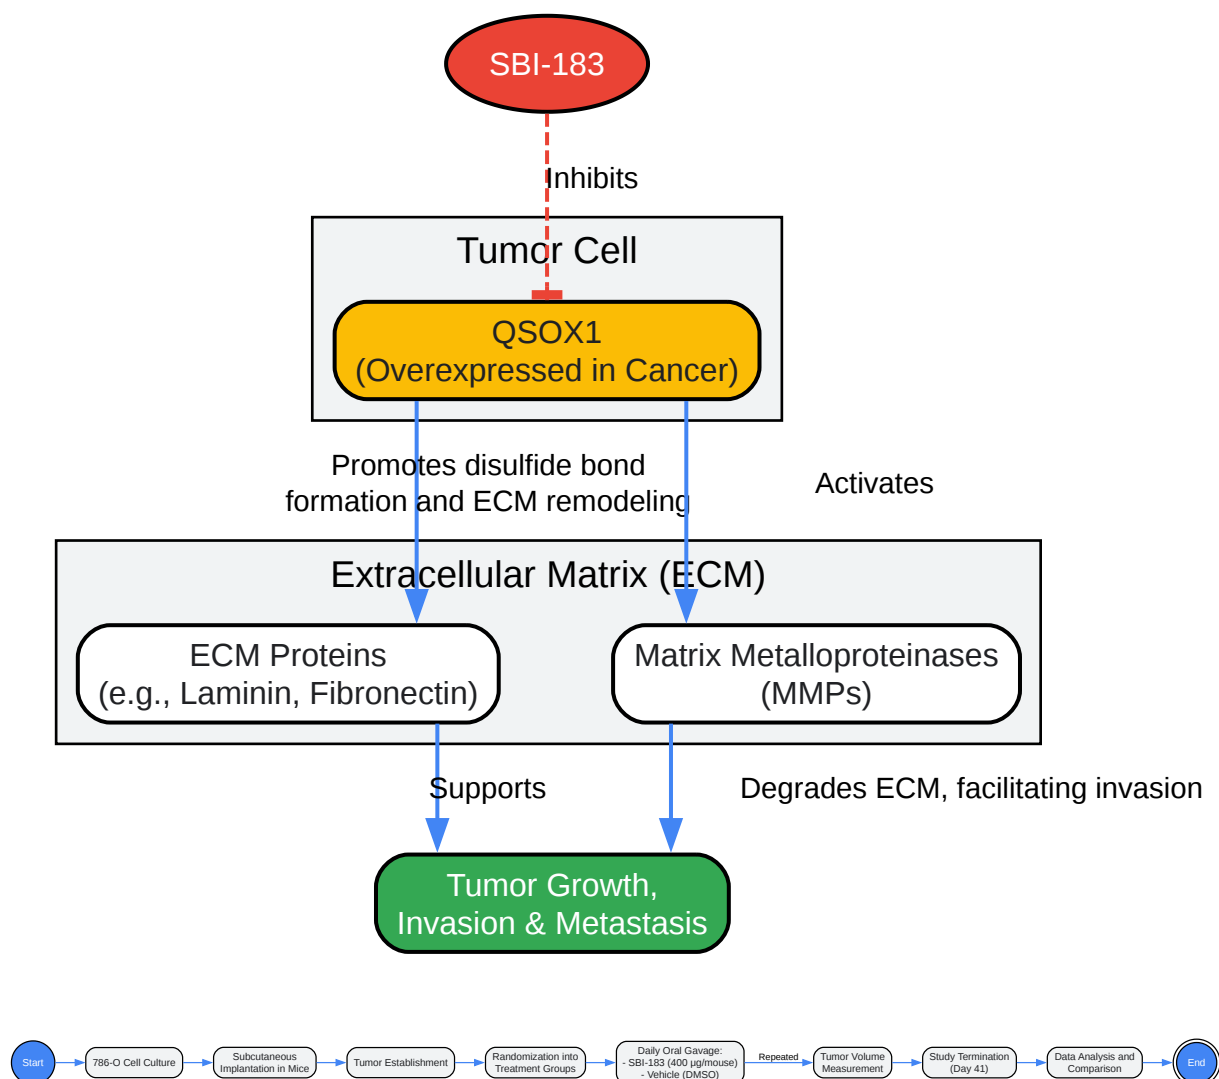 SBI-183
Inhibits
Tumor Cell
QSOX1
(Overexpressed in Cancer)
Promotes disulfide bond
formation and ECM remodeling
Activates
Extracellular Matrix (ECM)
ECM Proteins
(e.g., Laminin, Fibronectin)
Matrix Metalloproteinases
(MMPs)
Supports
Degrades ECM, facilitating invasion
Tumor Growth,
Invasion & Metastasis
Start
786-O Cell Culture
Subcutaneous
Implantation in Mice
Tumor Establishment
Randomization into
Treatment Groups
Daily Oral Gavage:
- SBI-183 (400 μg/mouse)
- Vehicle (DMSO)
Repeated
Tumor Volume
Measurement
Study Termination
(Day 41)
Data Analysis and
Comparison
End